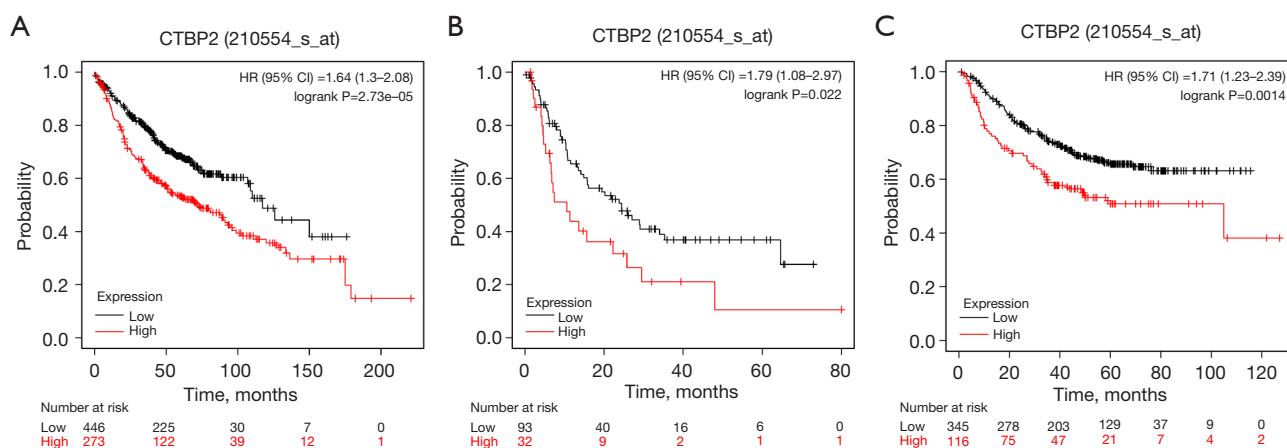 A
CTBP2 (210554_s_at)
HR (95% CI) =1.64 (1.3–2.08)
logrank P=2.73e–05
Probability
1.0
0.8
0.6
0.4
0.2
0.0
Expression
Low
High
0 50 100 150 200
Time, months
Number at risk
Low 446 225 30 7 0
High 273 122 39 12 1
B
CTBP2 (210554_s_at)
HR (95% CI) =1.79 (1.08–2.97)
logrank P=0.022
Probability
1.0
0.8
0.6
0.4
0.2
0.0
Expression
Low
High
0 20 40 60 80
Time, months
Number at risk
Low 93 40 16 6 0
High 32 9 2 1 1
C
CTBP2 (210554_s_at)
HR (95% CI) =1.71 (1.23–2.39)
logrank P=0.0014
Probability
1.0
0.8
0.6
0.4
0.2
0.0
Expression
Low
High
0 20 40 60 80 100 120
Time, months
Number at risk
Low 345 278 203 129 37 9 0
High 116 75 47 21 7 4 2